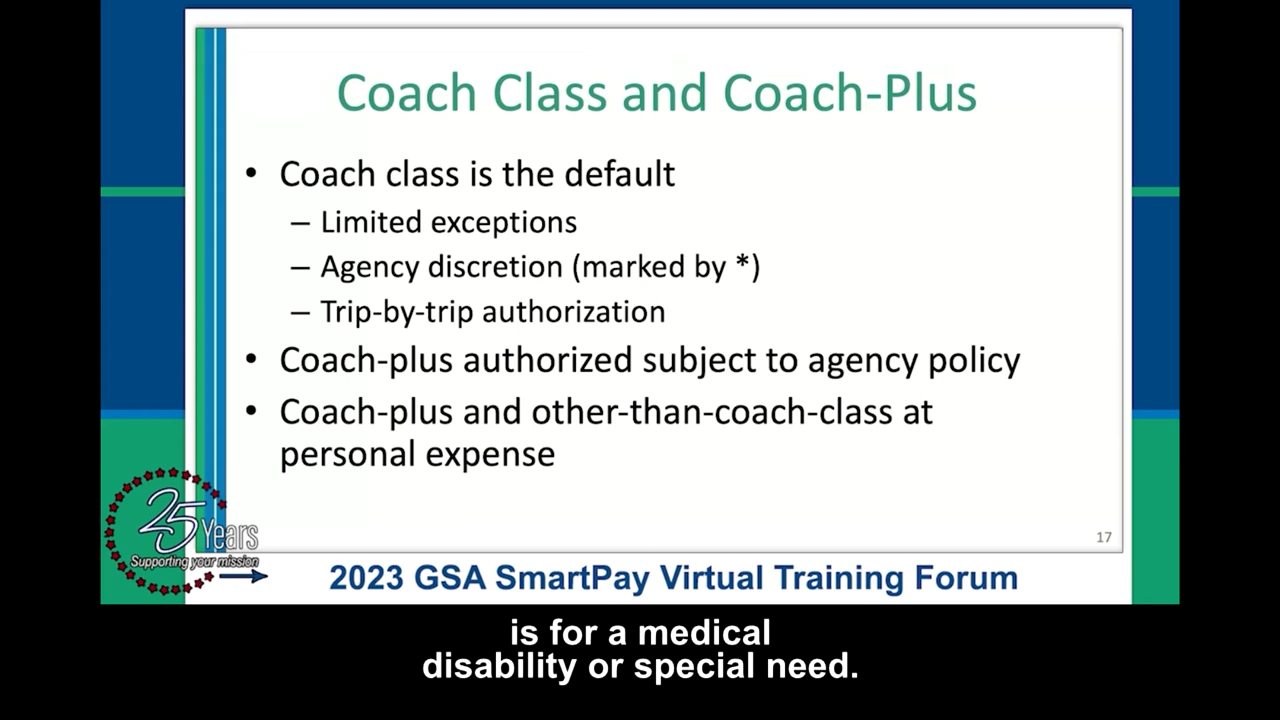 Coach Class and Coach-Plus
• Coach class is the default
– Limited exceptions
– Agency discretion (marked by *)
– Trip-by-trip authorization
• Coach-plus authorized subject to agency policy
• Coach-plus and other-than-coach-class at
personal expense
17
25 Years
Supporting your mission
2023 GSA SmartPay Virtual Training Forum
is for a medical
disability or special need.